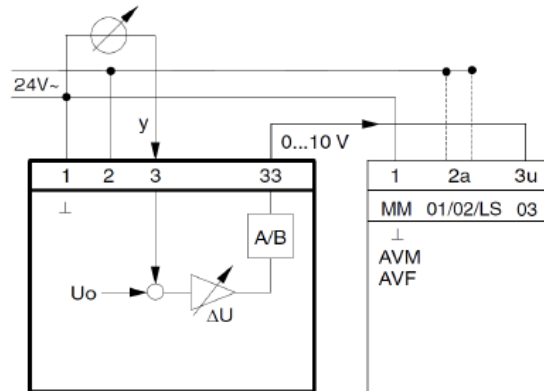 24V~
y
0...10 V
1 2 3 33
1 2a 3u
MM 01/02/LS 03
⊥
⊥
A/B
AVM
AVF
Uo
ΔU